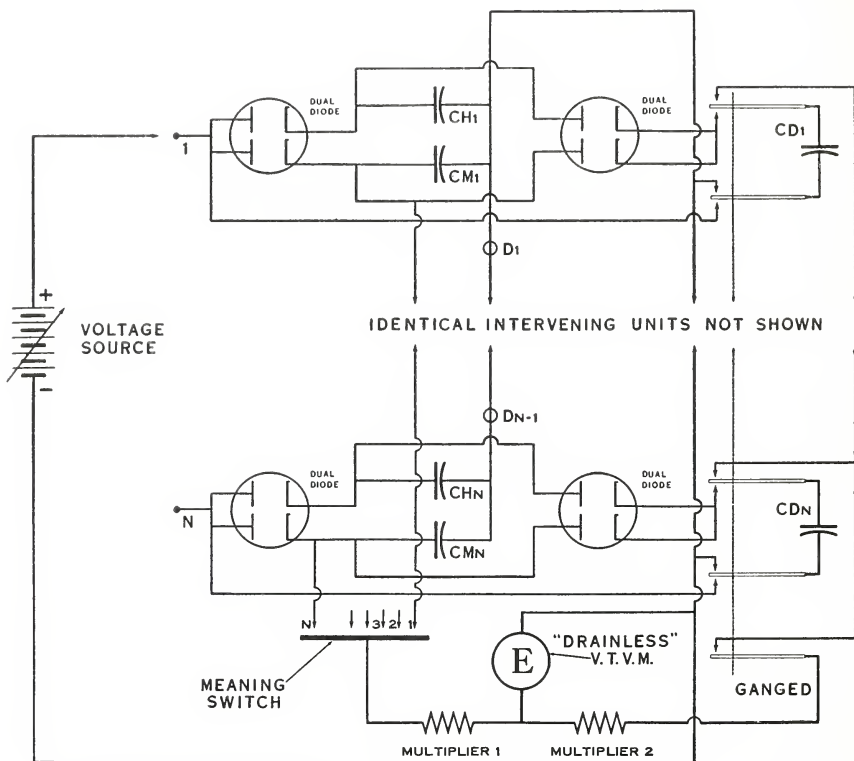 DUAL
DIODE
CH1
CM1
DUAL
DIODE
CD1
1
D1
+
VOLTAGE
SOURCE
-
IDENTICAL INTERVENING UNITS NOT SHOWN
DN-1
DUAL
DIODE
CHN
CMN
DUAL
DIODE
CDN
N
N 3 2 1
MEANING
SWITCH
E
"DRAINLESS"
V.T.V.M.
GANGED
MULTIPLIER 1
MULTIPLIER 2